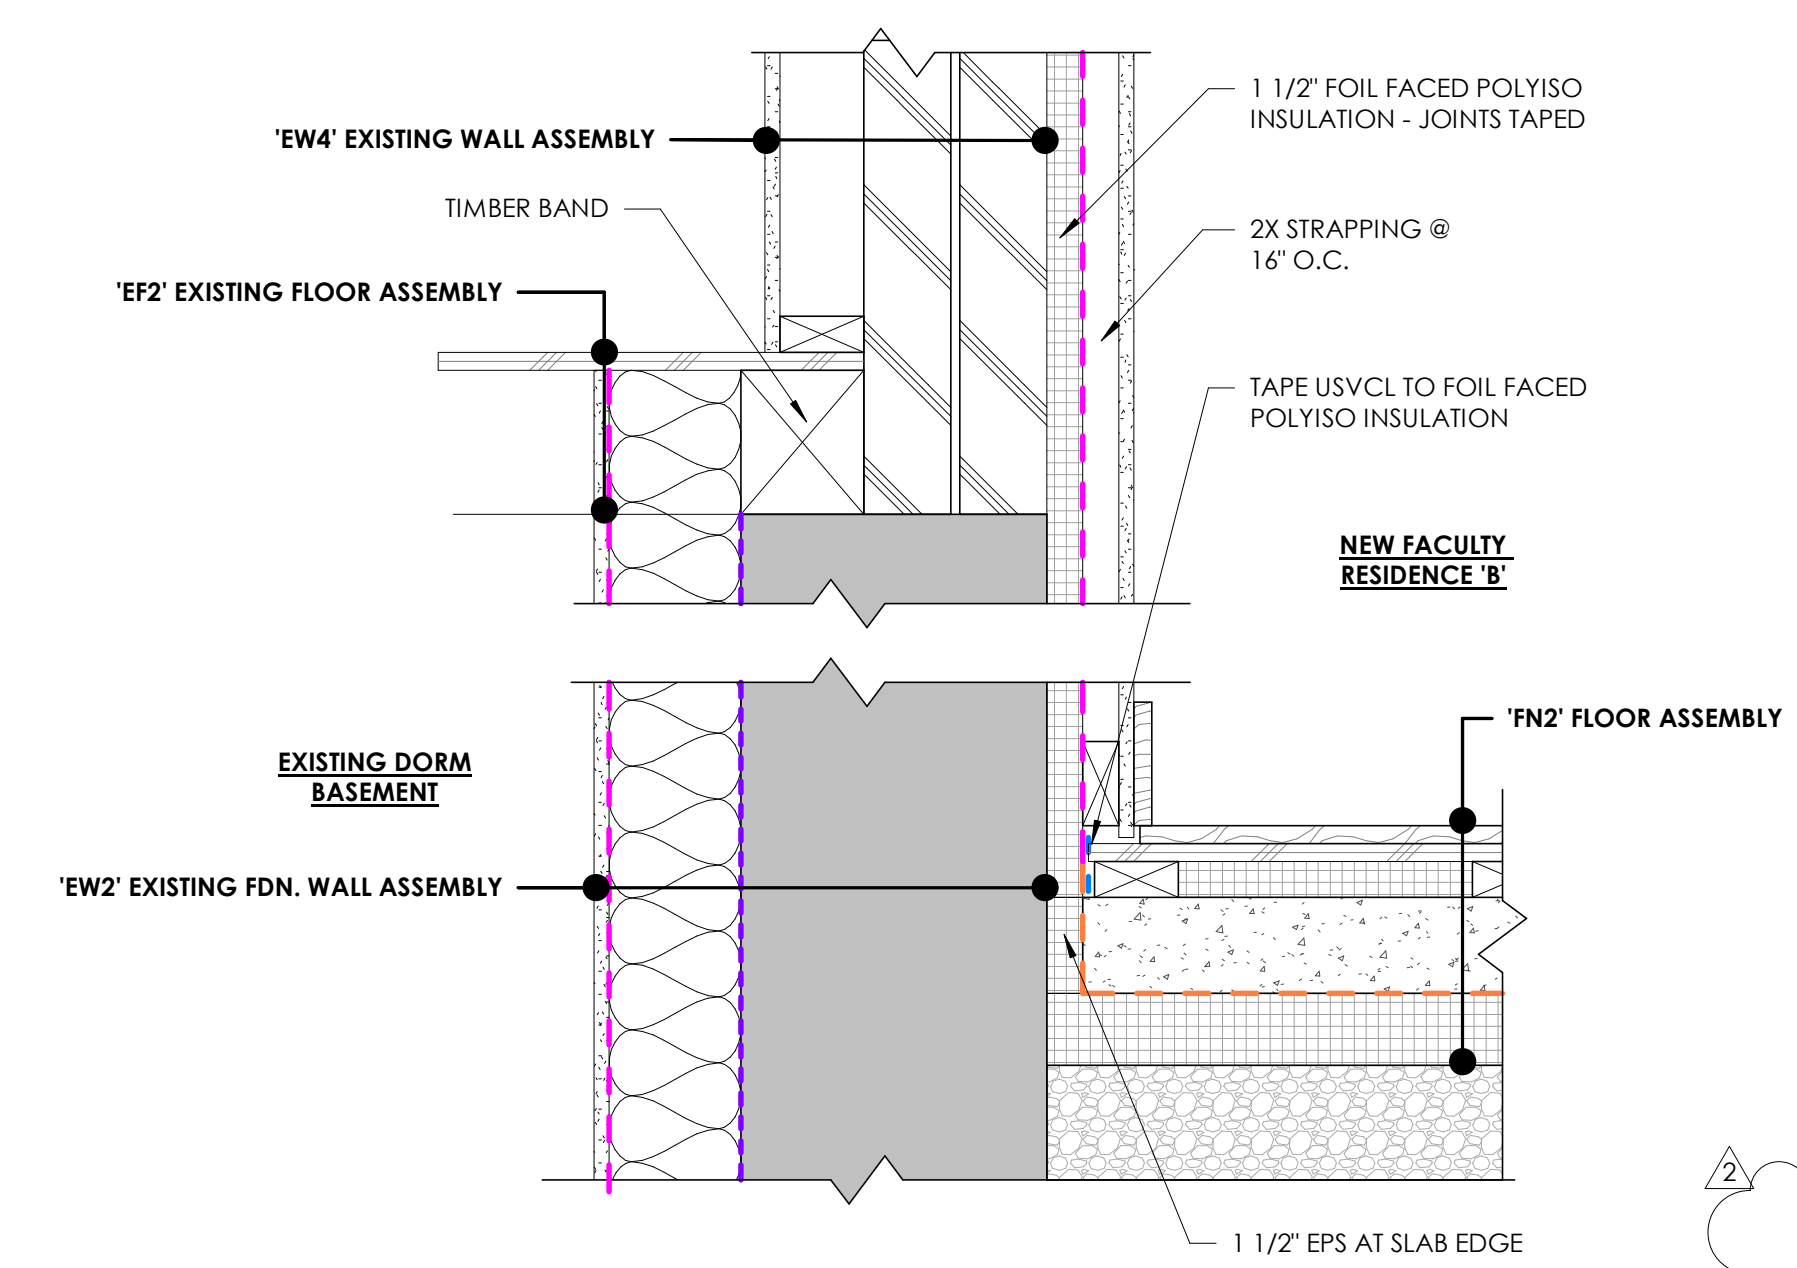 1 1/2" FOIL FACED POLYISO
INSULATION - JOINTS TAPED
'EW4' EXISTING WALL ASSEMBLY
TIMBER BAND
2X STRAPPING @
16" O.C.
'EF2' EXISTING FLOOR ASSEMBLY
TAPE USVCL TO FOIL FACED
POLYISO INSULATION
NEW FACULTY
RESIDENCE 'B'
'FN2' FLOOR ASSEMBLY
EXISTING DORM
BASEMENT
'EW2' EXISTING FDN. WALL ASSEMBLY
2
1 1/2" EPS AT SLAB EDGE